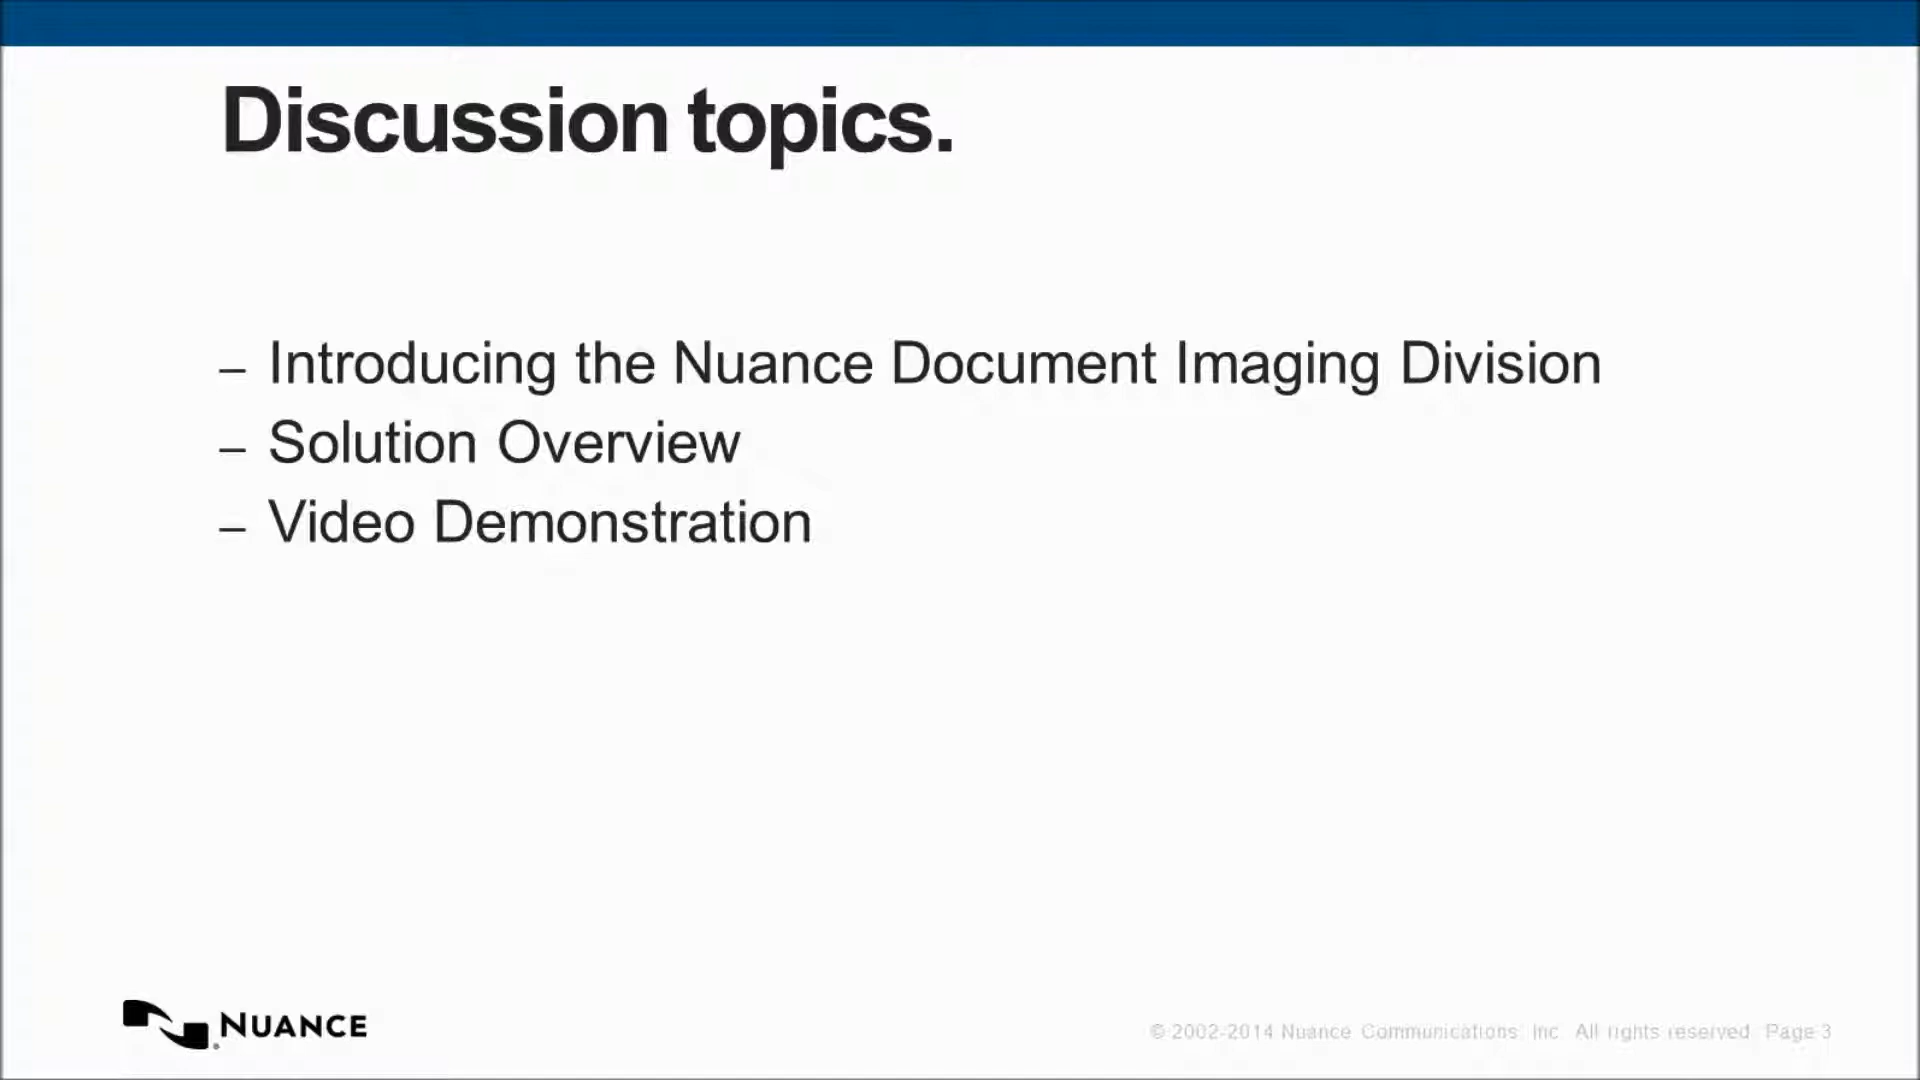 Discussion topics.
– Introducing the Nuance Document Imaging Division
– Solution Overview
– Video Demonstration
NUANCE
© 2002-2014 Nuance Communications, Inc. All rights reserved. Page 3